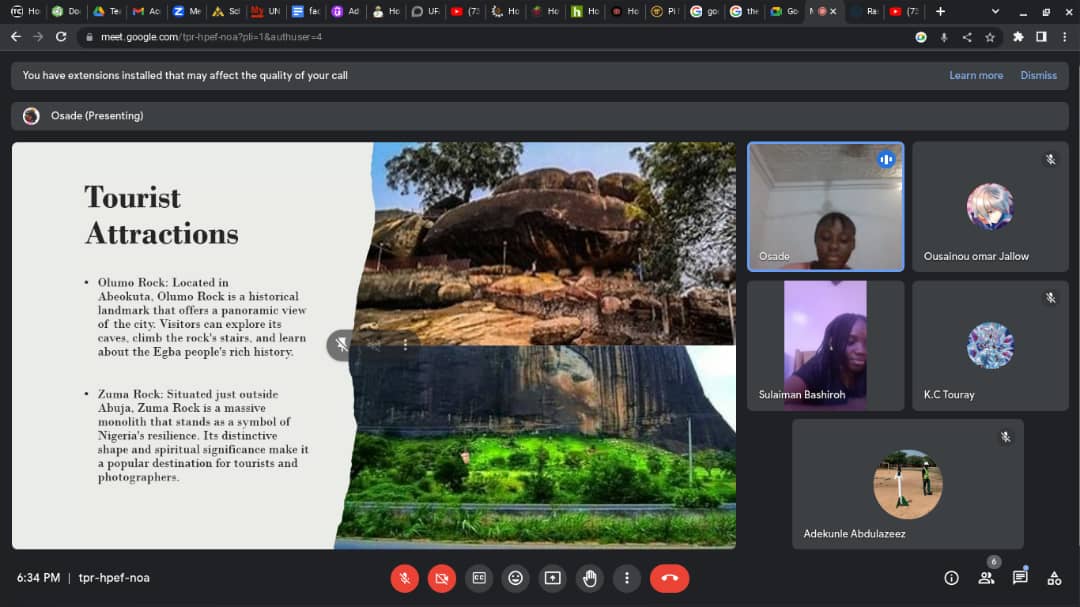 Ho
Do
Te
Ac
Me
Sci
UN
fac
Ad
Ho
UF.
(73
Ho
Ho
Ho
Ho
Pi
go
the
Go
Ra
(73
meet.google.com/tpr-hpef-noa?pli=1&authuser=4
You have extensions installed that may affect the quality of your call
Learn more
Dismiss
Osade (Presenting)
Tourist
Attractions
• Olumo Rock: Located in
Abeokuta, Olumo Rock is a historical
landmark that offers a panoramic view
of the city. Visitors can explore its
caves, climb the rock's stairs, and learn
about the Egba people's rich history.
• Zuma Rock: Situated just outside
Abuja, Zuma Rock is a massive
monolith that stands as a symbol of
Nigeria's resilience. Its distinctive
shape and spiritual significance make it
a popular destination for tourists and
photographers.
Osade
Ousainou omar Jallow
Sulaiman Bashiroh
K.C Touray
Adekunle Abdulazeez
6:34 PM | tpr-hpef-noa
6